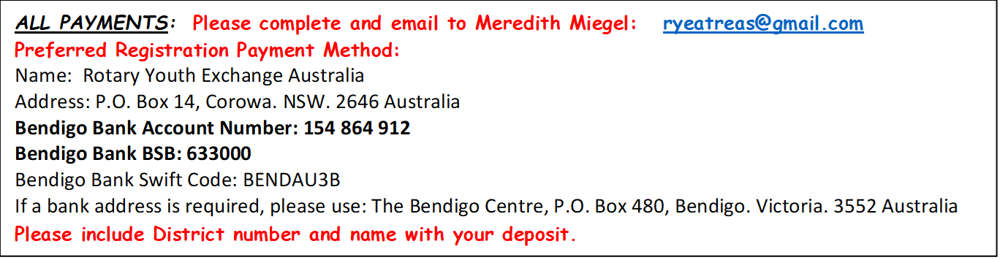 ALL PAYMENTS: Please complete and email to Meredith Miegel: ryeatreas@gmail.com
Preferred Registration Payment Method:
Name: Rotary Youth Exchange Australia
Address: P.O. Box 14, Corowa. NSW. 2646 Australia
Bendigo Bank Account Number: 154 864 912
Bendigo Bank BSB: 633000
Bendigo Bank Swift Code: BENDAU3B
If a bank address is required, please use: The Bendigo Centre, P.O. Box 480, Bendigo. Victoria. 3552 Australia
Please include District number and name with your deposit.